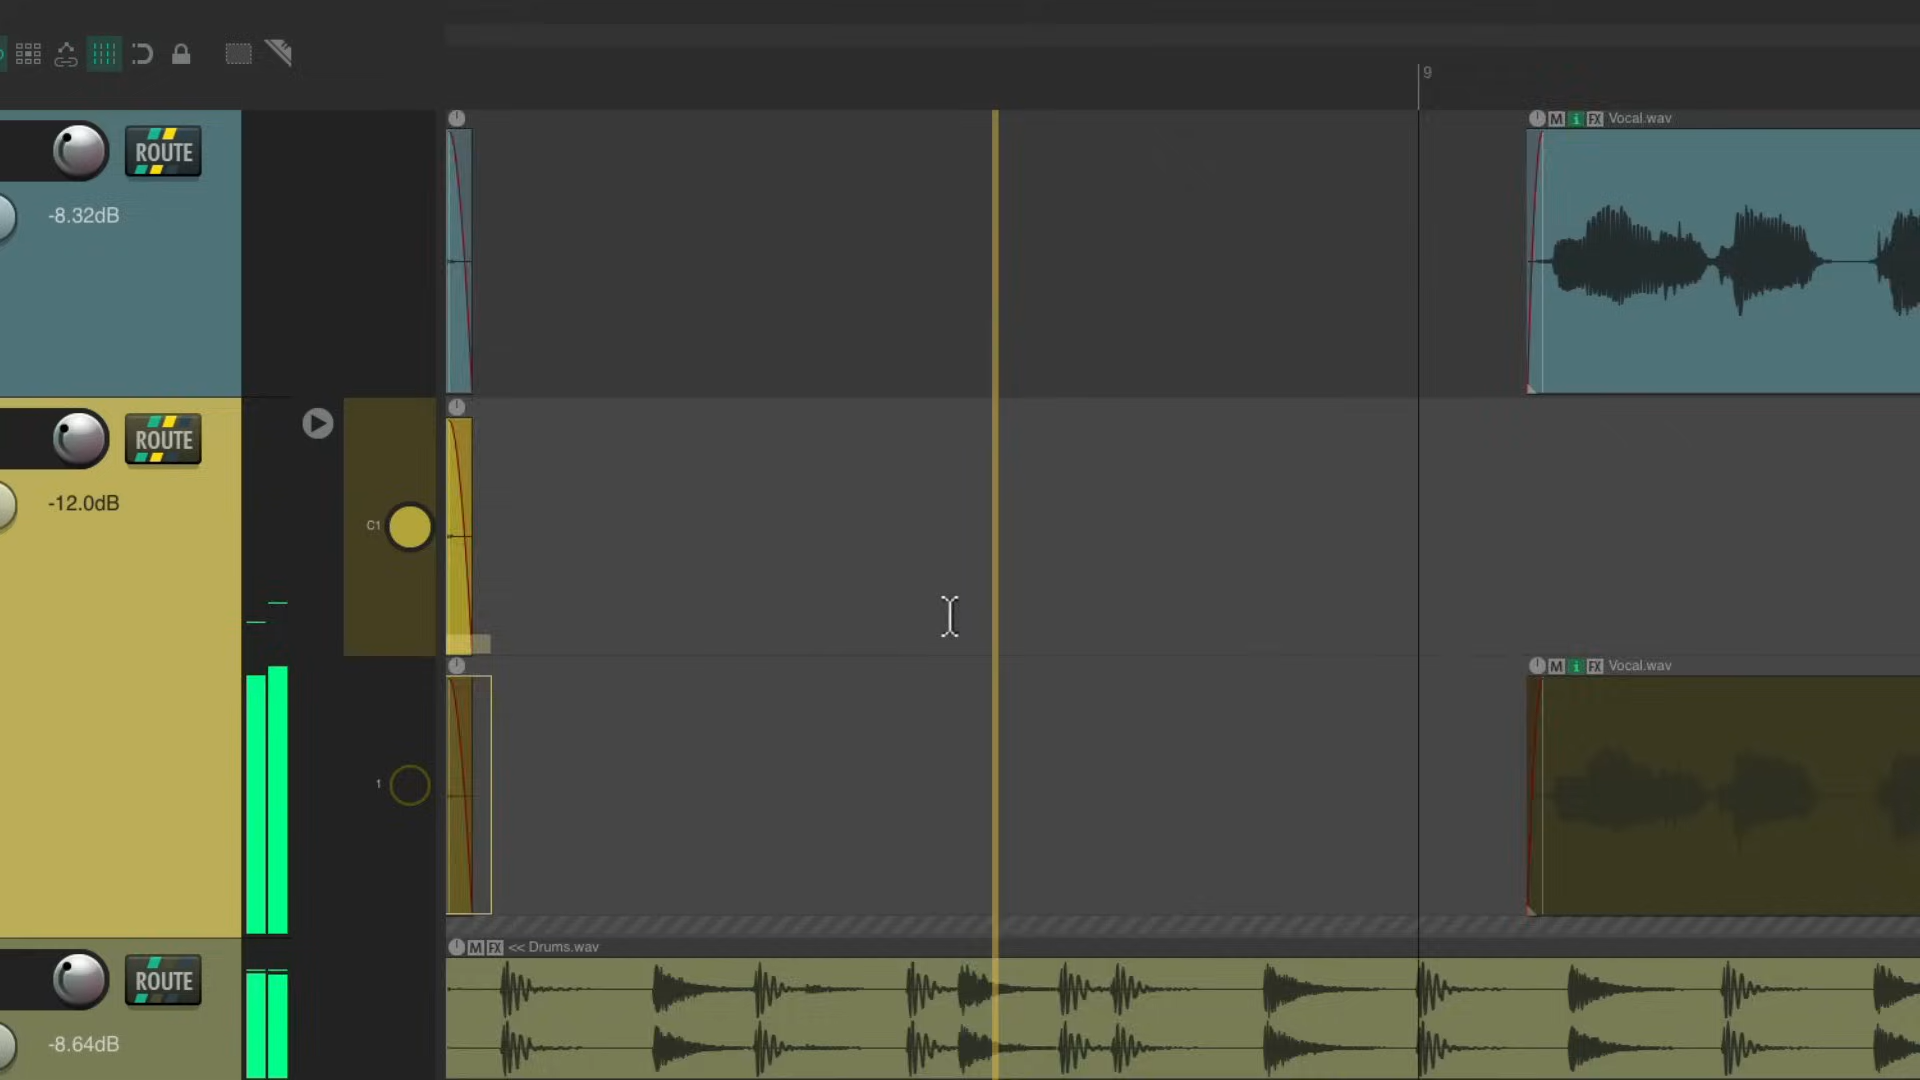 9
M i FX Vocal.wav
ROUTE
-8.32dB
ROUTE
-12.0dB
C1
M i FX Vocal.wav
1
M FX << Drums.wav
ROUTE
-8.64dB